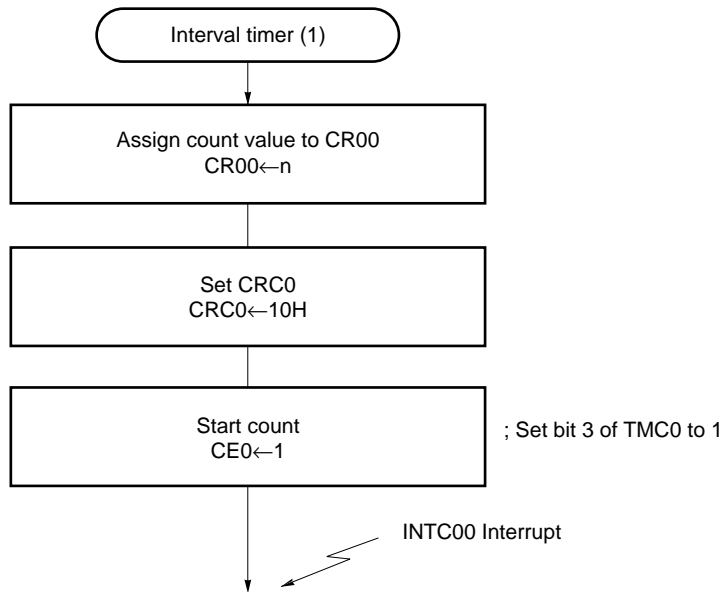 Interval timer (1)
Assign count value to CR00
CR00←n
Set CRC0
CRC0←10H
Start count
CE0←1
; Set bit 3 of TMC0 to 1
INTC00 Interrupt